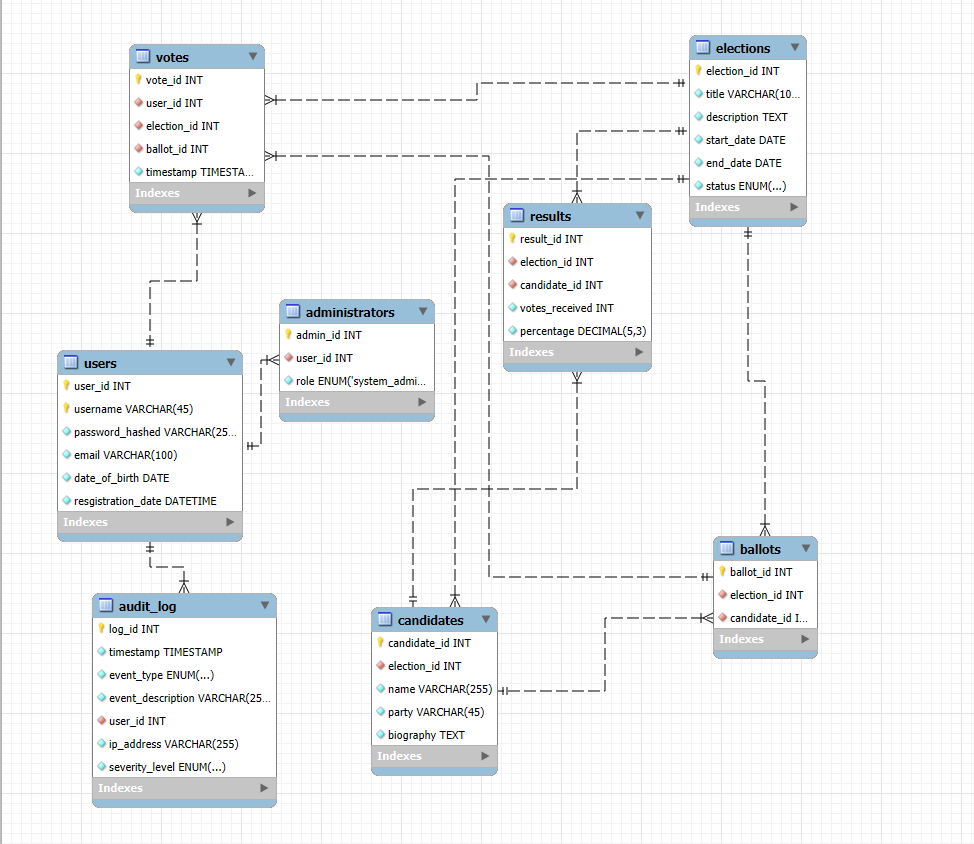 votes
vote_id INT
user_id INT
election_id INT
ballot_id INT
timestamp TIMESTA...
Indexes
elections
election_id INT
title VARCHAR(10...
description TEXT
start_date DATE
end_date DATE
status ENUM(...)
Indexes
results
result_id INT
election_id INT
candidate_id INT
votes_received INT
percentage DECIMAL(5,3)
Indexes
administrators
admin_id INT
user_id INT
role ENUM('system_admi...
Indexes
users
user_id INT
username VARCHAR(45)
password_hashed VARCHAR(25...
email VARCHAR(100)
date_of_birth DATE
resgistration_date DATETIME
Indexes
ballots
ballot_id INT
election_id INT
candidate_id I...
Indexes
audit_log
log_id INT
timestamp TIMESTAMP
event_type ENUM(...)
event_description VARCHAR(25...
user_id INT
ip_address VARCHAR(255)
severity_level ENUM(...)
Indexes
candidates
candidate_id INT
election_id INT
name VARCHAR(255)
party VARCHAR(45)
biography TEXT
Indexes